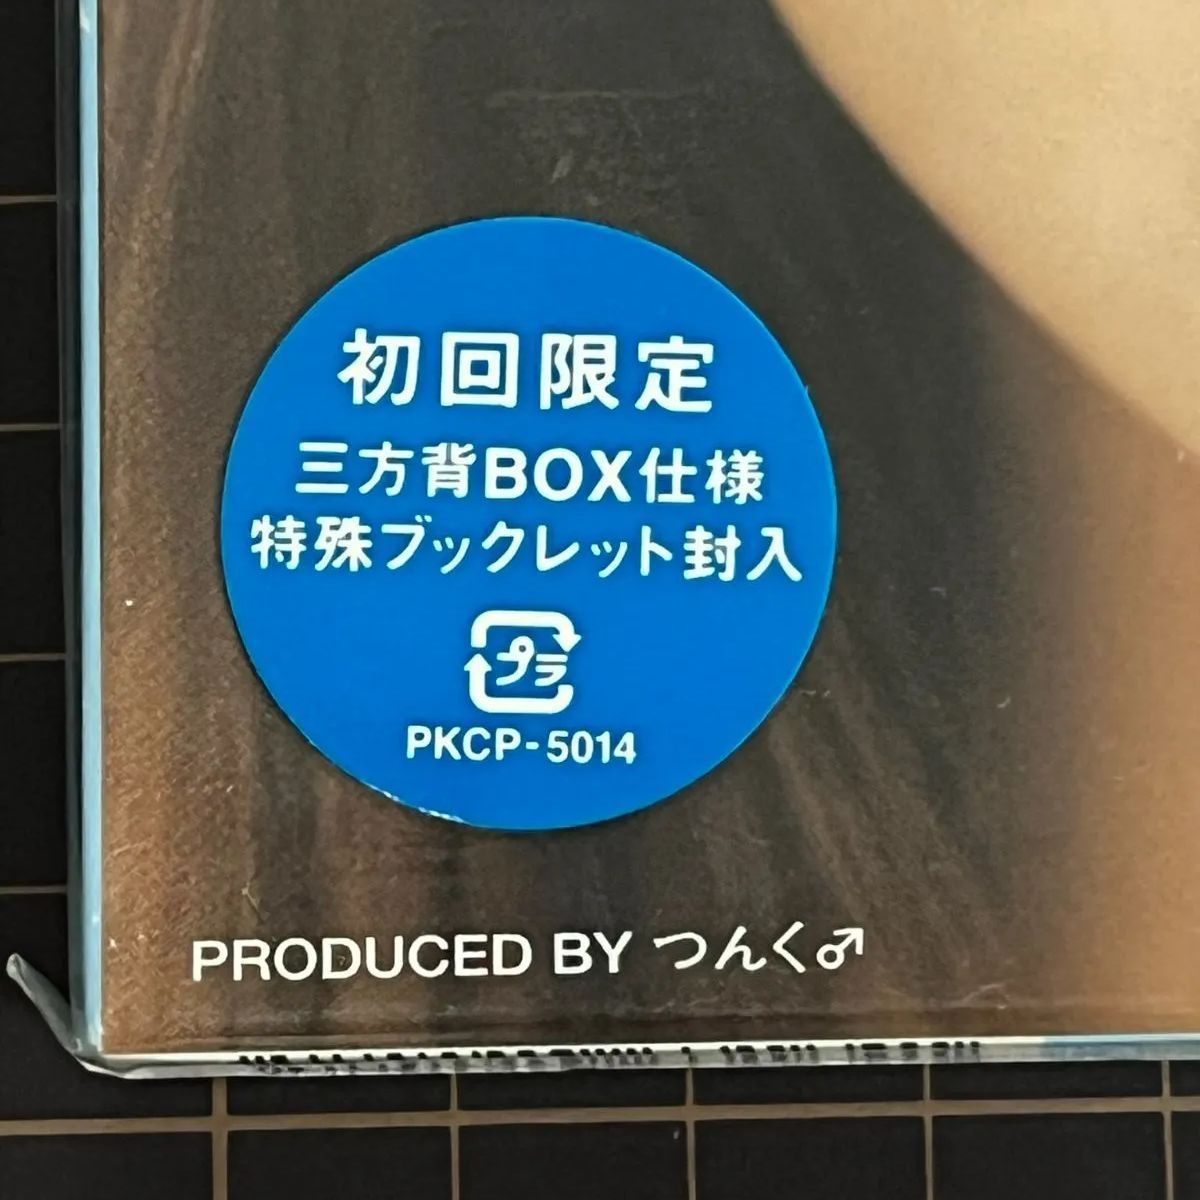 初回限定
三方背BOX仕様
特殊ブックレット封入
プラ
PKCP-5014
PRODUCED BY つんく♂